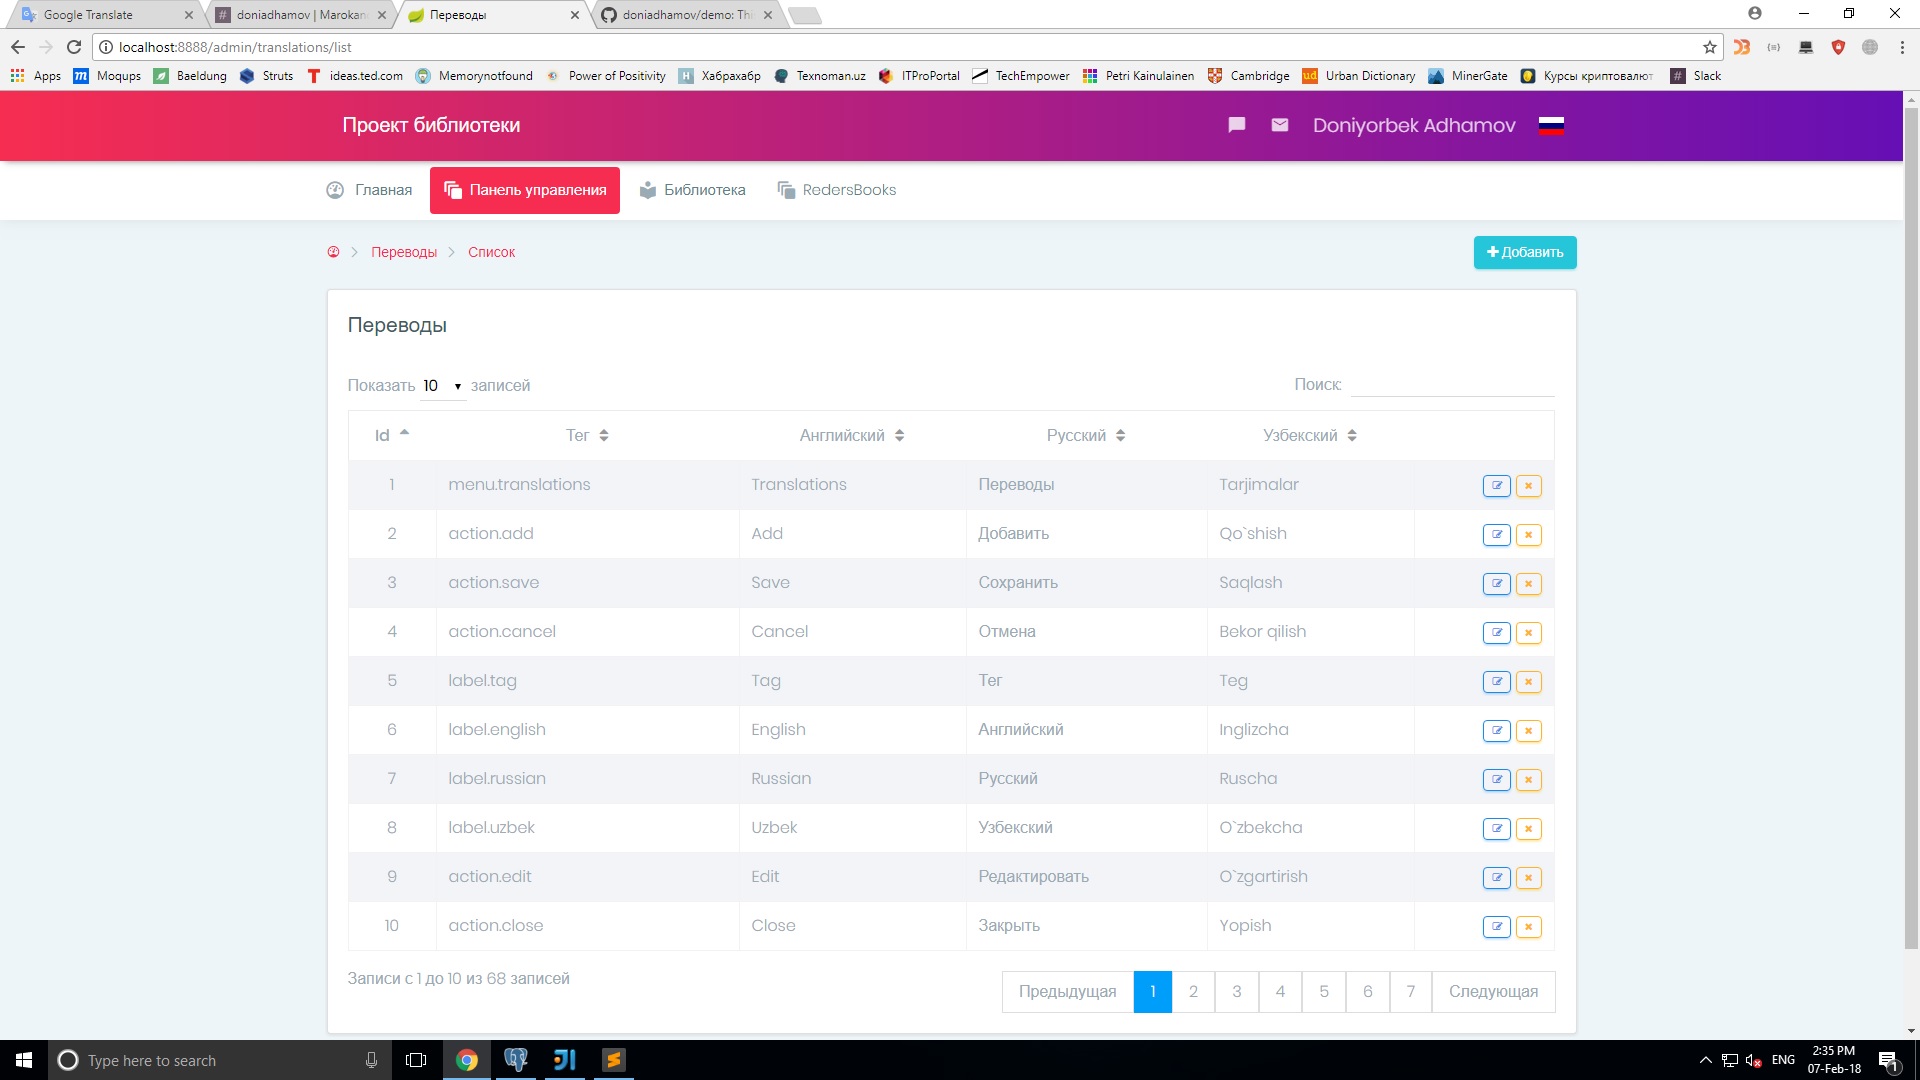 Google Translate
doniadhamov | Marokan
Переводы
doniadhamov/demo: Thi
localhost:8888/admin/translations/list
Apps Moqups Baeldung Struts ideas.ted.com Memorynotfound Power of Positivity Хабрахабр Texnoman.uz ITProPortal TechEmpower Petri Kainulainen Cambridge Urban Dictionary MinerGate Курсы криптовалют Slack
Проект библиотеки
Doniyorbek Adhamov
Главная Панель управления Библиотека RedersBooks
Переводы Список
Добавить
Переводы
Показать 10 записей
Поиск:
Id Тег Английский Русский Узбекский
1 menu.translations Translations Переводы Tarjimalar
2 action.add Add Добавить Qo`shish
3 action.save Save Сохранить Saqlash
4 action.cancel Cancel Отмена Bekor qilish
5 label.tag Tag Тег Teg
6 label.english English Английский Inglizcha
7 label.russian Russian Русский Ruscha
8 label.uzbek Uzbek Узбекский O`zbekcha
9 action.edit Edit Редактировать O`zgartirish
10 action.close Close Закрыть Yopish
Записи с 1 до 10 из 68 записей
Предыдущая 1 2 3 4 5 6 7 Следующая
Type here to search
ENG
2:35 PM
07-Feb-18
1